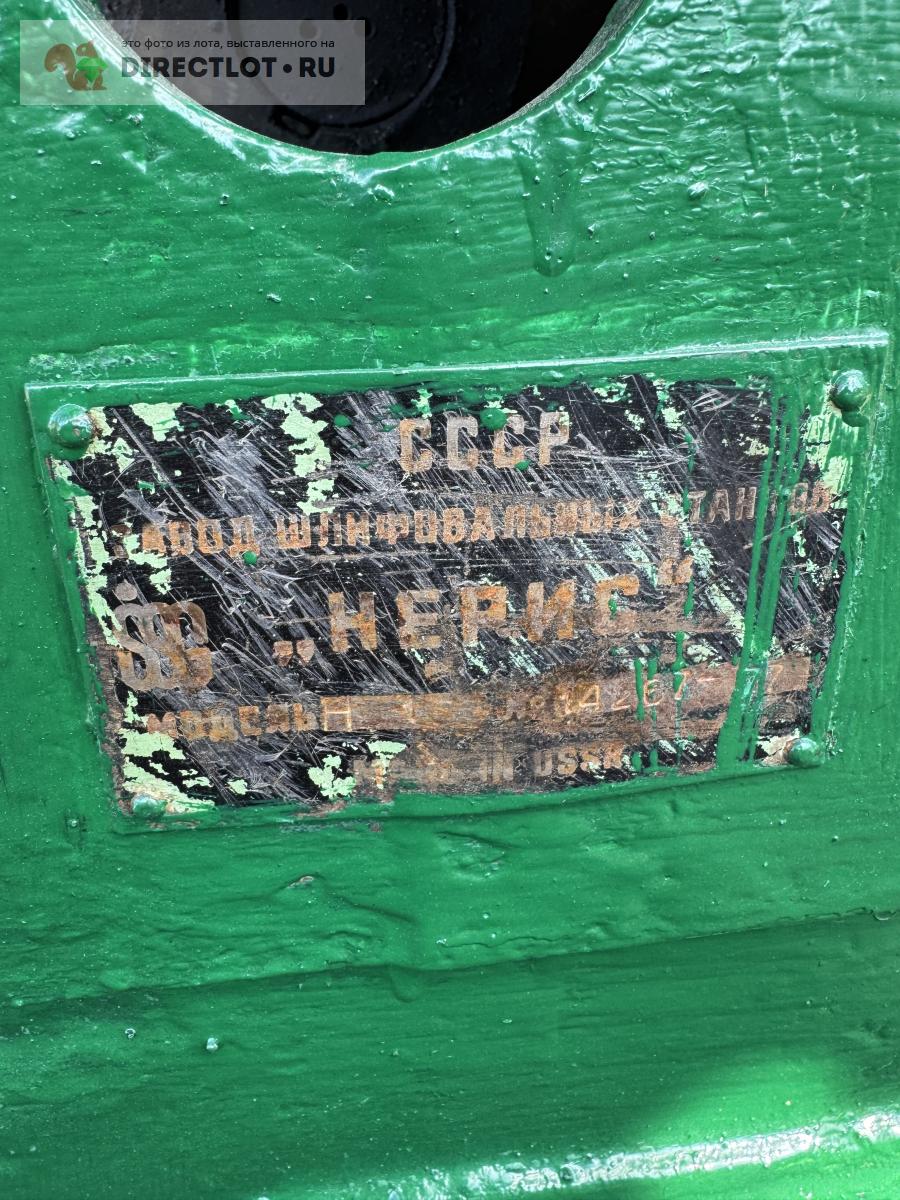 это фото из лота, выставленного на
DIRECTLOT•RU
СССР
ЗАВОД ШЛИФОВАЛЬНЫХ СТАНКОВ
„НЕРИС"
МОДЕЛЬ
IN USSR